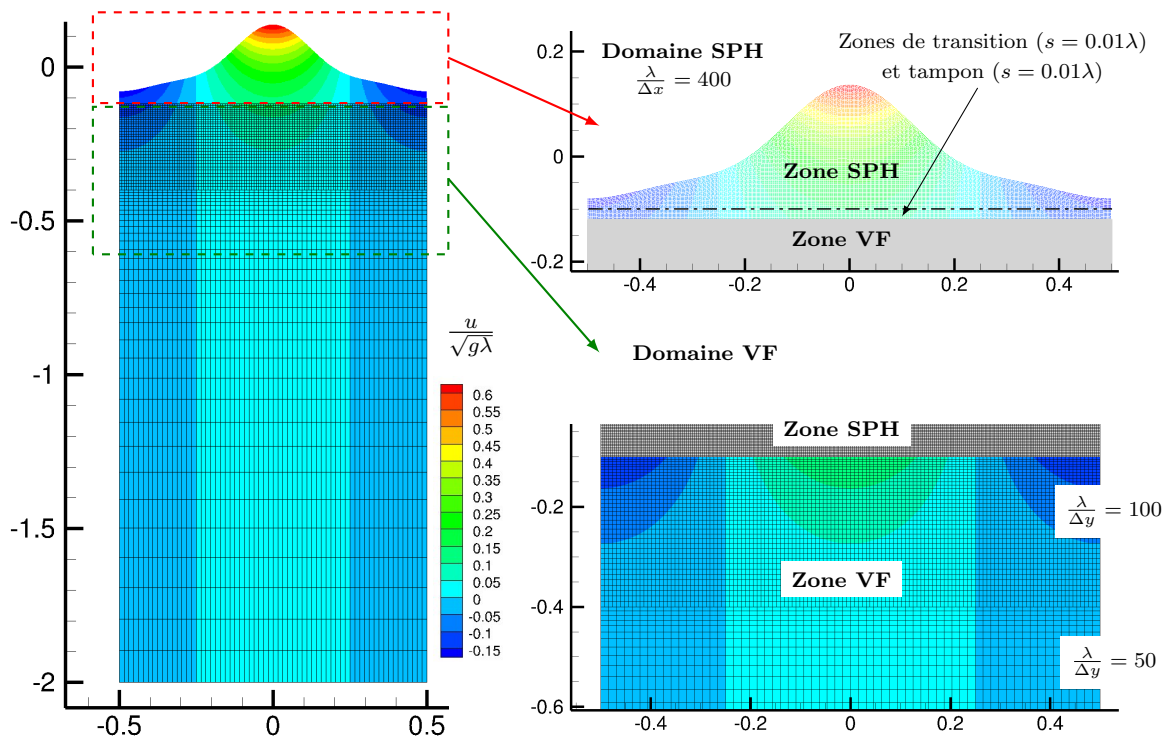 0
-0.5
-1
-1.5
-2
-0.5 0 0.5
u
√gλ
0.6
0.55
0.5
0.45
0.4
0.35
0.3
0.25
0.2
0.15
0.1
0.05
0
-0.05
-0.1
-0.15
Domaine SPH
λ/Δx = 400
Zones de transition (s = 0.01λ)
et tampon (s = 0.01λ)
Zone SPH
Zone VF
0.2
0
-0.2
-0.4 -0.2 0 0.2 0.4
Domaine VF
Zone SPH
λ/Δy = 100
Zone VF
λ/Δy = 50
-0.2
-0.4
-0.6
-0.4 -0.2 0 0.2 0.4